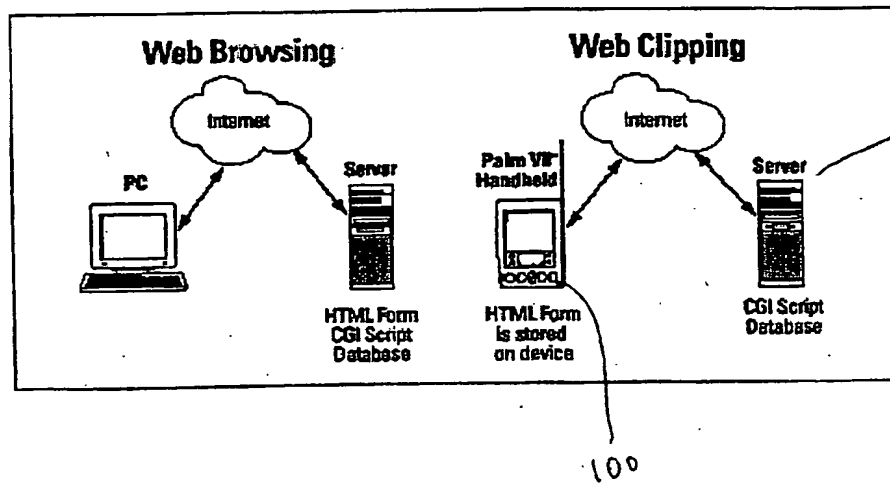 Web Browsing
Internet
PC
Server
HTML Form
CGI Script
Database
Web Clipping
Internet
Palm VII
Handheld
Server
HTML Form
is stored
on device
CGI Script
Database
100